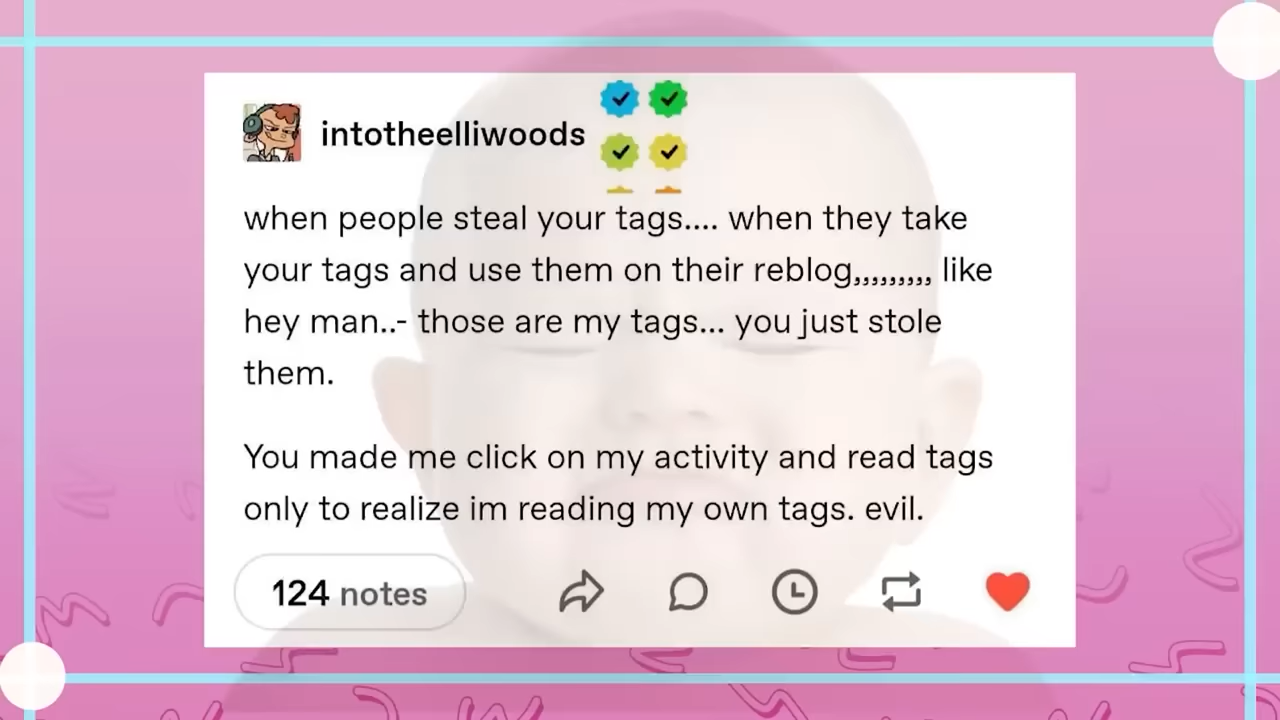 intotheelliwoods
when people steal your tags.... when they take
your tags and use them on their reblog,,,,,,,,, like
hey man..- those are my tags... you just stole
them.
You made me click on my activity and read tags
only to realize im reading my own tags. evil.
124 notes